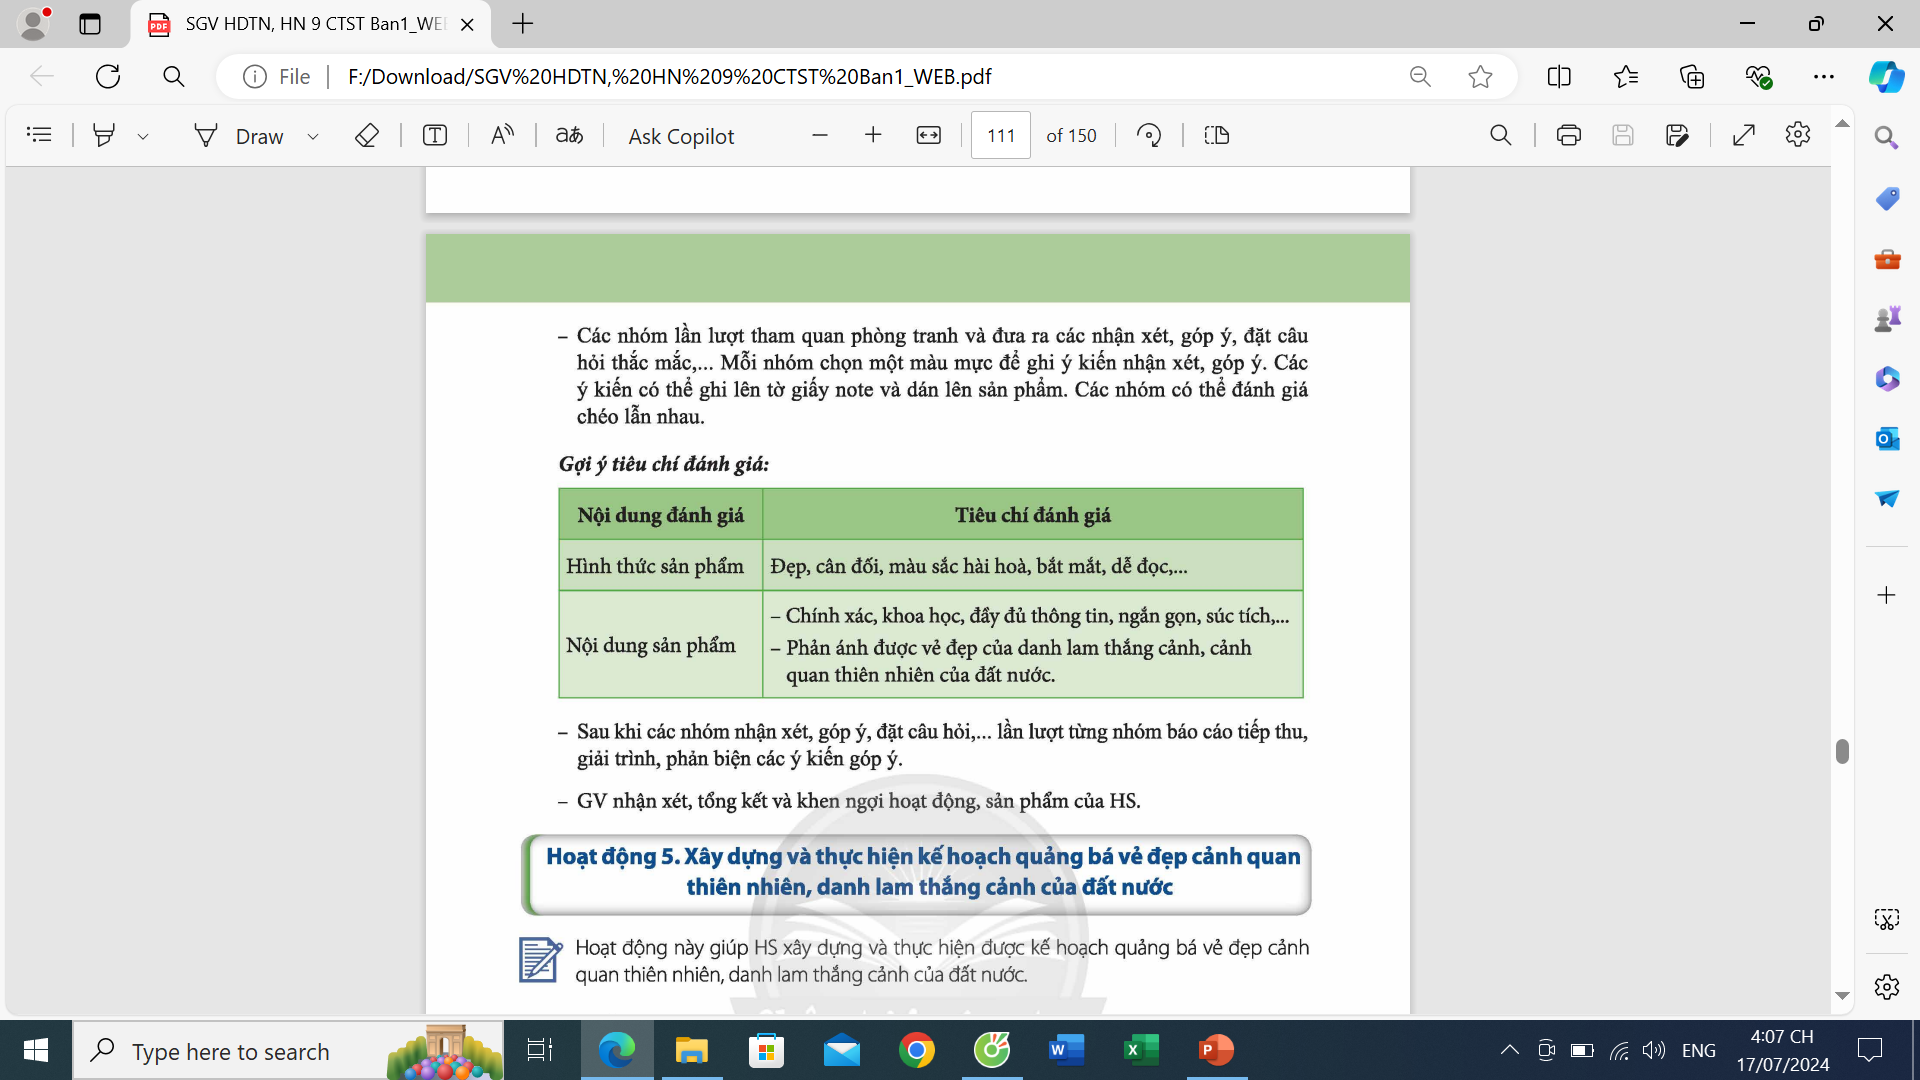 SGV HDTN, HN 9 CTST Ban1_WE
File
F:/Download/SGV%20HDTN,%20HN%209%20CTST%20Ban1_WEB.pdf
Draw
Ask Copilot
111
of 150
– Các nhóm lần lượt tham quan phòng tranh và đưa ra các nhận xét, góp ý, đặt câu
hỏi thắc mắc,... Mỗi nhóm chọn một màu mực để ghi ý kiến nhận xét, góp ý. Các
ý kiến có thể ghi lên tờ giấy note và dán lên sản phẩm. Các nhóm có thể đánh giá
chéo lẫn nhau.
Gợi ý tiêu chí đánh giá:
Nội dung đánh giá
Tiêu chí đánh giá
Hình thức sản phẩm
Đẹp, cân đối, màu sắc hài hoà, bắt mắt, dễ đọc,...
Nội dung sản phẩm
– Chính xác, khoa học, đầy đủ thông tin, ngắn gọn, súc tích,...
– Phản ánh được vẻ đẹp của danh lam thắng cảnh, cảnh
quan thiên nhiên của đất nước.
– Sau khi các nhóm nhận xét, góp ý, đặt câu hỏi,... lần lượt từng nhóm báo cáo tiếp thu,
giải trình, phản biện các ý kiến góp ý.
– GV nhận xét, tổng kết và khen ngợi hoạt động, sản phẩm của HS.
Hoạt động 5. Xây dựng và thực hiện kế hoạch quảng bá vẻ đẹp cảnh quan
thiên nhiên, danh lam thắng cảnh của đất nước
Hoạt động này giúp HS xây dựng và thực hiện được kế hoạch quảng bá vẻ đẹp cảnh
quan thiên nhiên, danh lam thắng cảnh của đất nước.
Type here to search
ENG
4:07 CH
17/07/2024